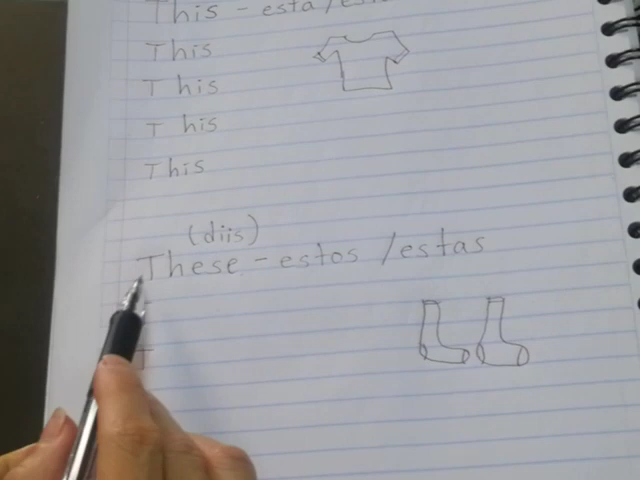 This - esta/
This
This
This
This
(diis)
These - estos /estas
T